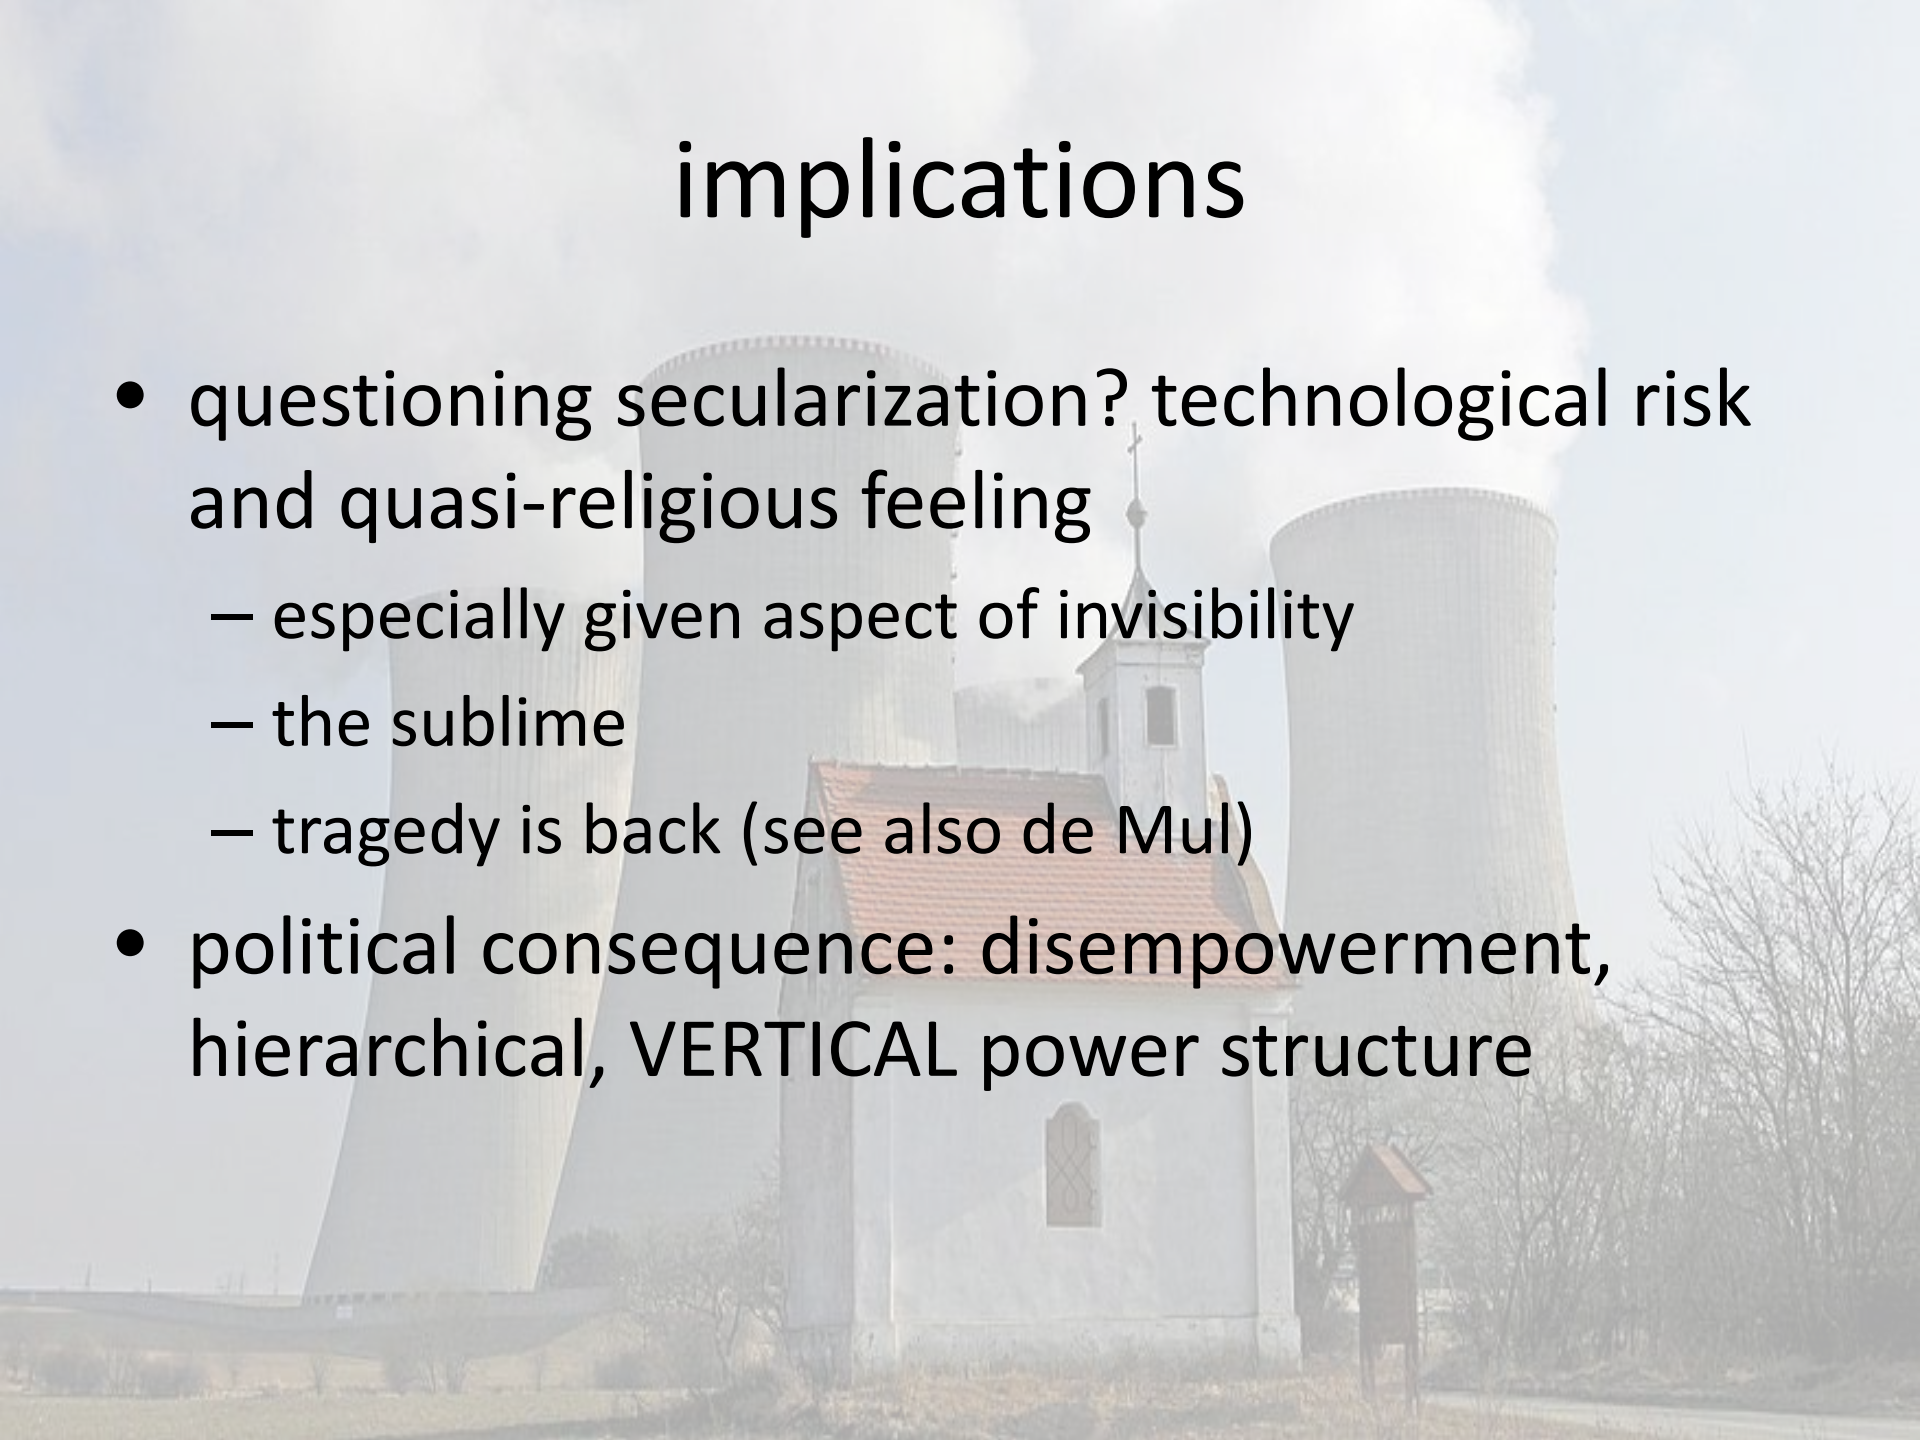 implications
• questioning secularization? technological risk
and quasi-religious feeling
– especially given aspect of invisibility
– the sublime
– tragedy is back (see also de Mul)
• political consequence: disempowerment,
hierarchical, VERTICAL power structure